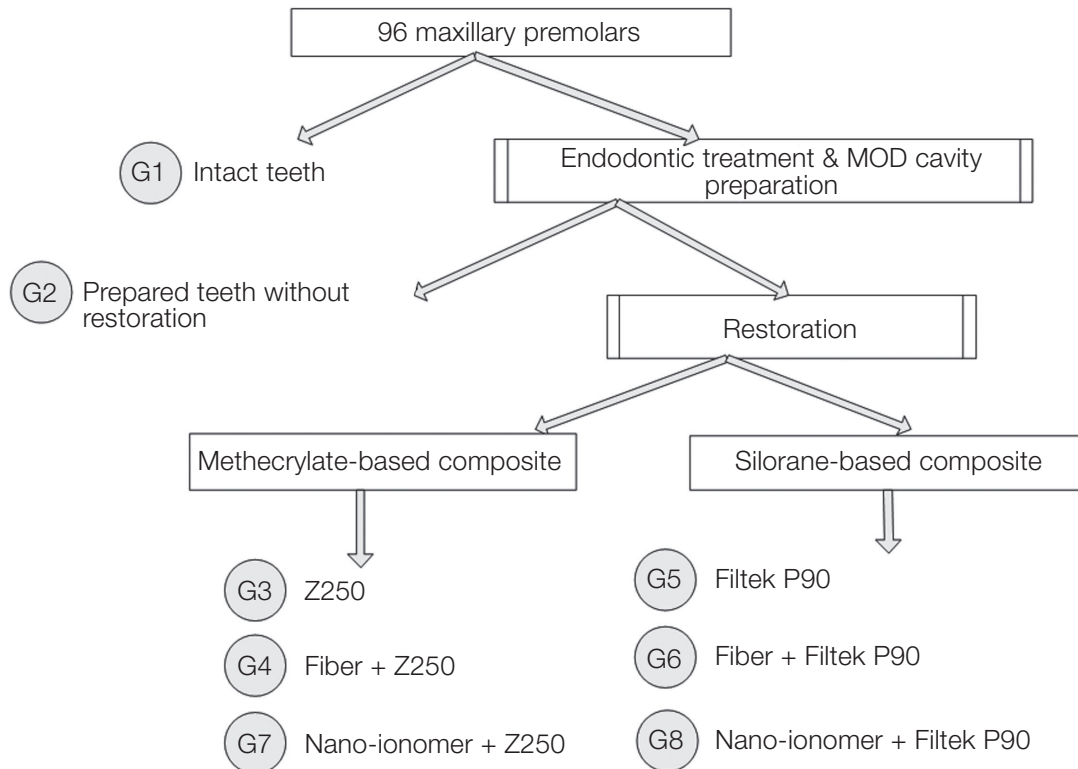 96 maxillary premolars
G1 Intact teeth
Endodontic treatment & MOD cavity
preparation
G2 Prepared teeth without
restoration
Restoration
Methecrylate-based composite
Silorane-based composite
G3 Z250
G4 Fiber + Z250
G7 Nano-ionomer + Z250
G5 Filtek P90
G6 Fiber + Filtek P90
G8 Nano-ionomer + Filtek P90